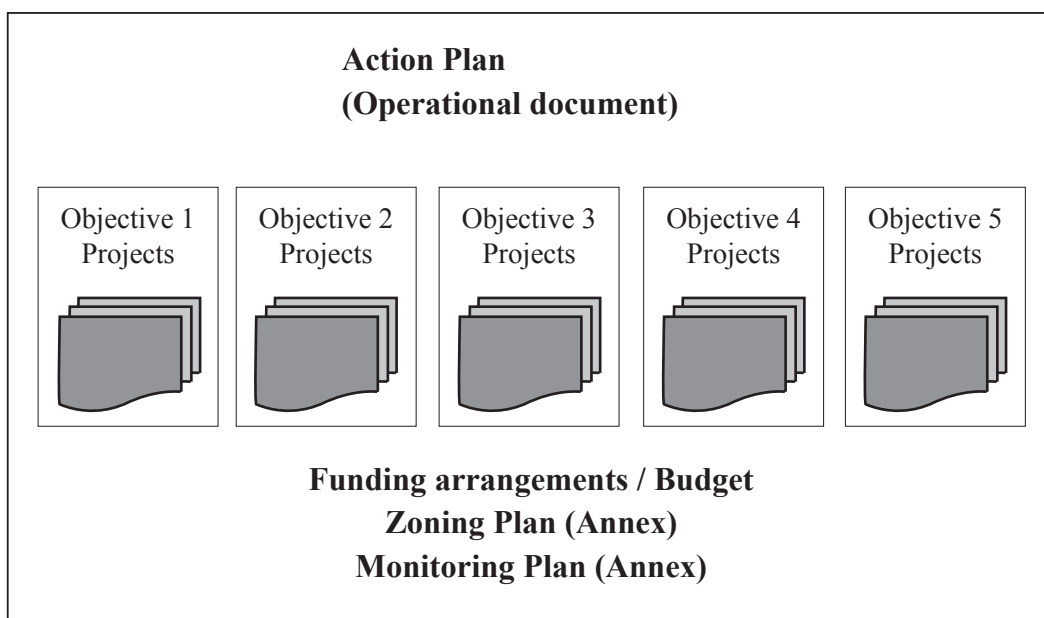 Action Plan
(Operational document)
Objective 1
Projects
Objective 2
Projects
Objective 3
Projects
Objective 4
Projects
Objective 5
Projects
Funding arrangements / Budget
Zoning Plan (Annex)
Monitoring Plan (Annex)